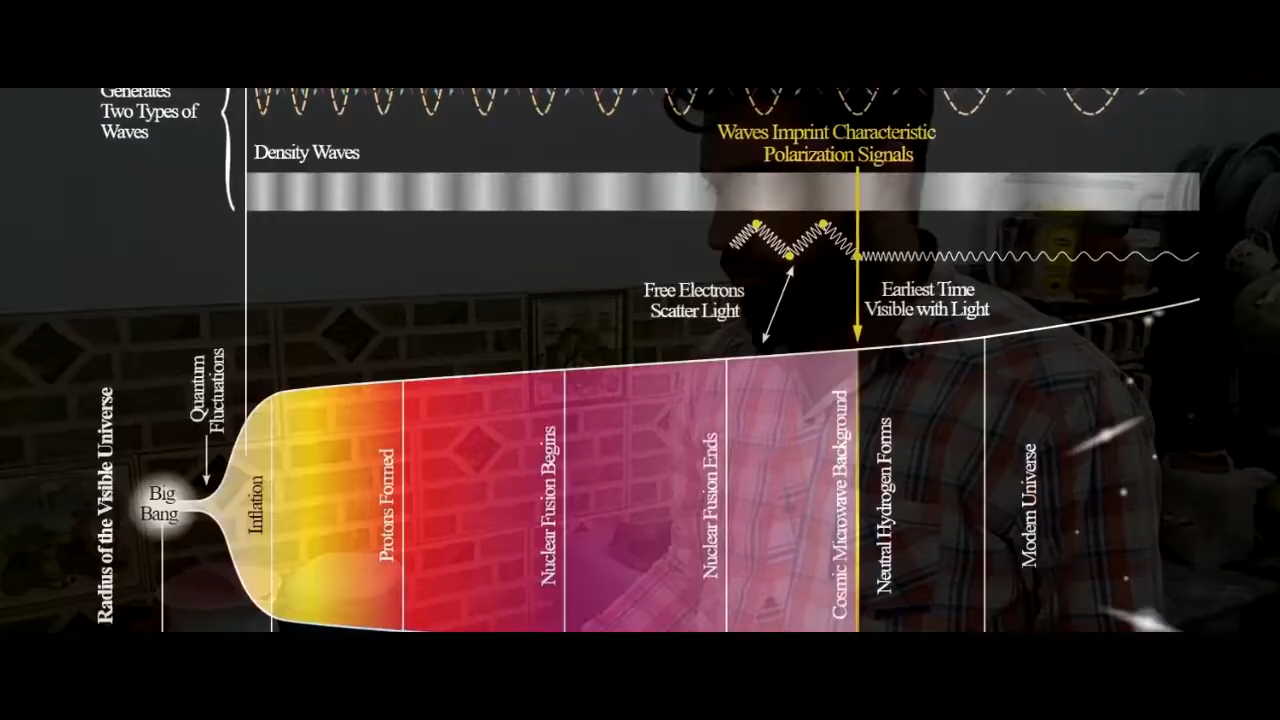 Generates
Two Types of
Waves
Density Waves
Waves Imprint Characteristic
Polarization Signals
Free Electrons
Scatter Light
Earliest Time
Visible with Light
Radius of the Visible Universe
Quantum
Fluctuations
Big
Bang
Inflation
Protons Formed
Nuclear Fusion Begins
Nuclear Fusion Ends
Cosmic Microwave Background
Neutral Hydrogen Forms
Modern Universe